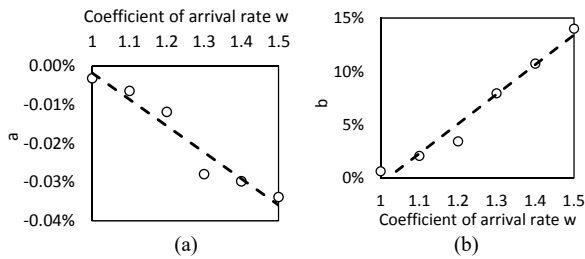 Coefficient of arrival rate w
1 1.1 1.2 1.3 1.4 1.5
0.00%
-0.01%
-0.02%
-0.03%
-0.04%
a
(a)
15%
10%
5%
0%
b
1 1.1 1.2 1.3 1.4 1.5
Coefficient of arrival rate w
(b)